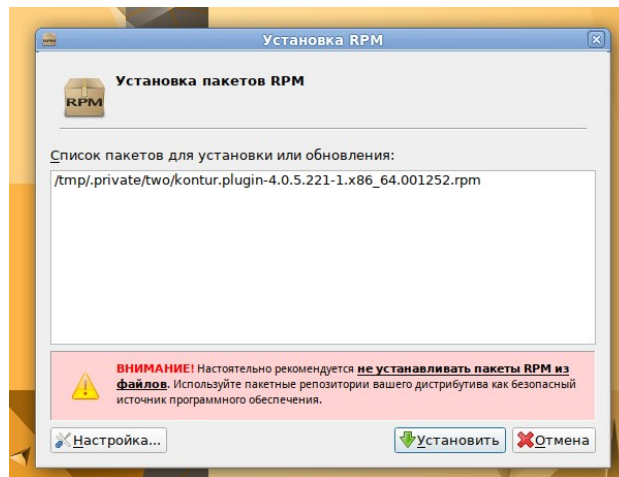 Установка RPM
Установка пакетов RPM
RPM
Список пакетов для установки или обновления:
/tmp/.private/two/kontur.plugin-4.0.5.221-1.x86_64.001252.rpm
ВНИМАНИЕ! Настоятельно рекомендуется не устанавливать пакеты RPM из
файлов. Используйте пакетные репозитории вашего дистрибутива как безопасный
источник программного обеспечения.
Настройка...
Установить
Отмена